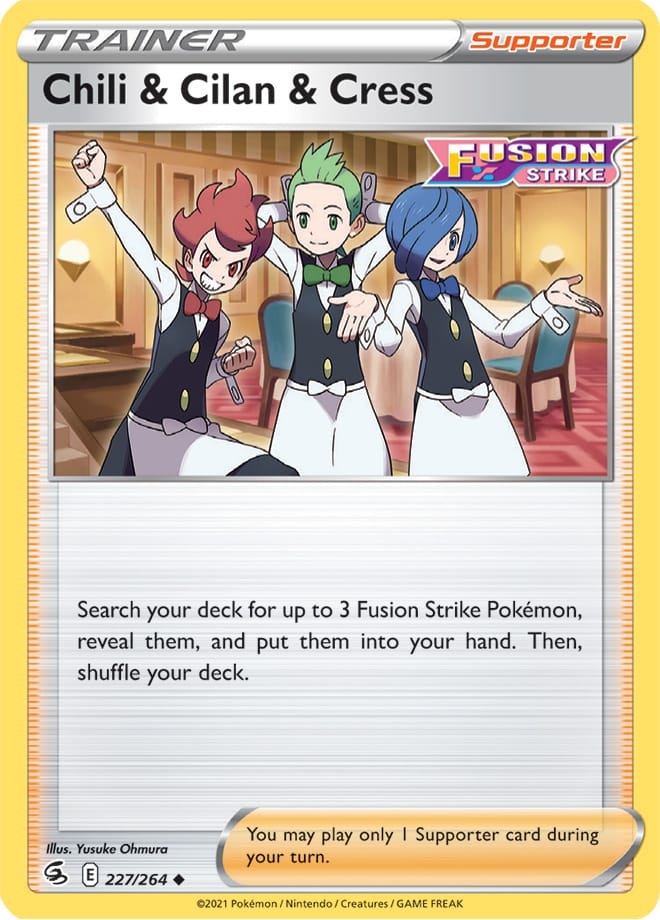 TRAINER
Supporter
Chili & Cilan & Cress
FUSION
STRIKE
Search your deck for up to 3 Fusion Strike Pokémon,
reveal them, and put them into your hand. Then,
shuffle your deck.
Illus. Yusuke Ohmura
You may play only 1 Supporter card during
your turn.
E 227/264 ◆
©2021 Pokémon / Nintendo / Creatures / GAME FREAK